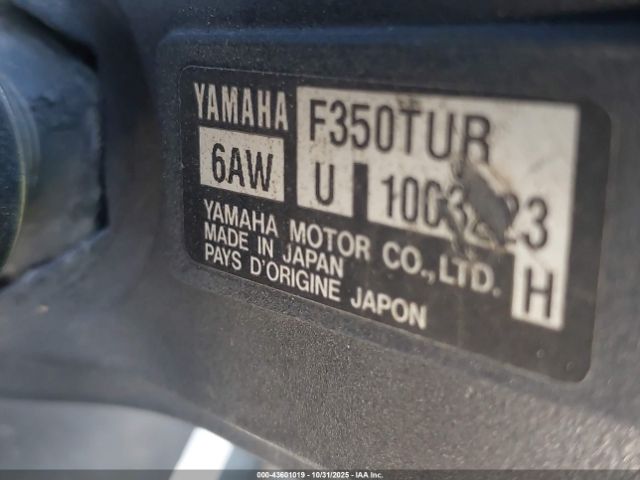 YAMAHA F350TUR
6AW U
YAMAHA MOTOR CO., LTD.
MADE IN JAPAN
PAYS D'ORIGINE JAPON
H
000-43601019 - 10/31/2025 - IAA Inc.